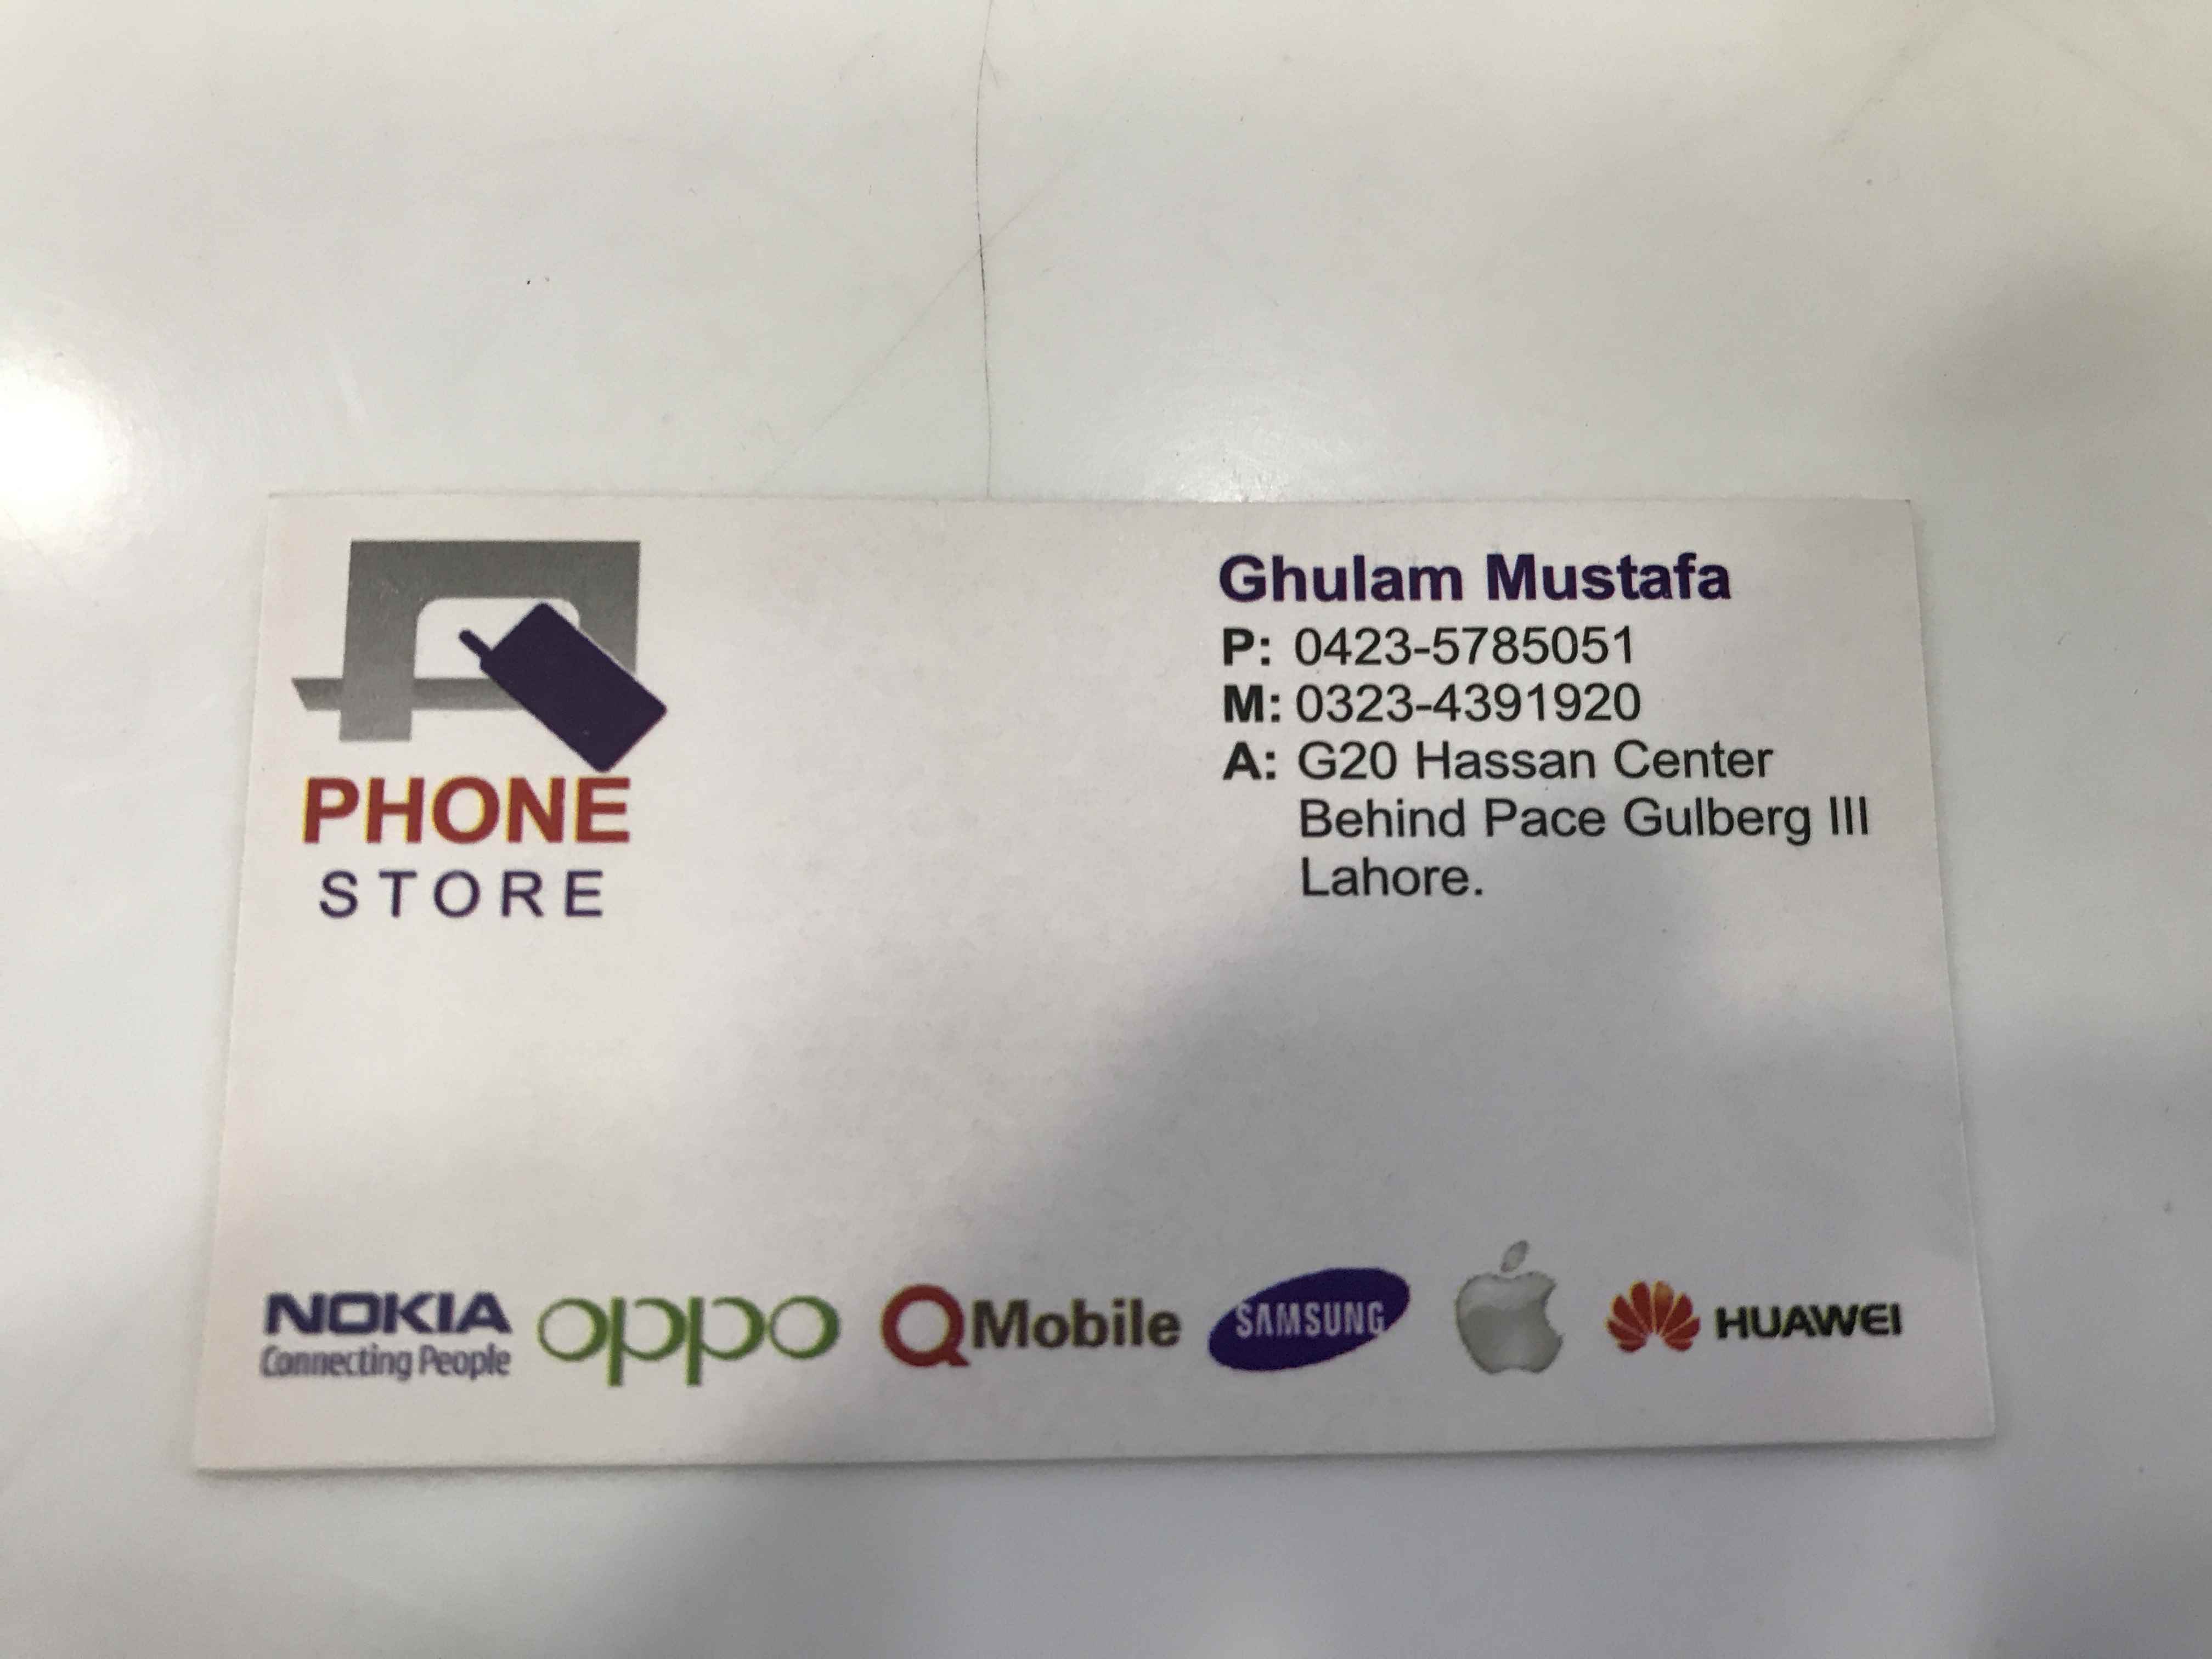 PHONE
STORE
Ghulam Mustafa
P: 0423-5785051
M: 0323-4391920
A: G20 Hassan Center
Behind Pace Gulberg III
Lahore.
NOKIA
Connecting People
oppo
QMobile
SAMSUNG
HUAWEI